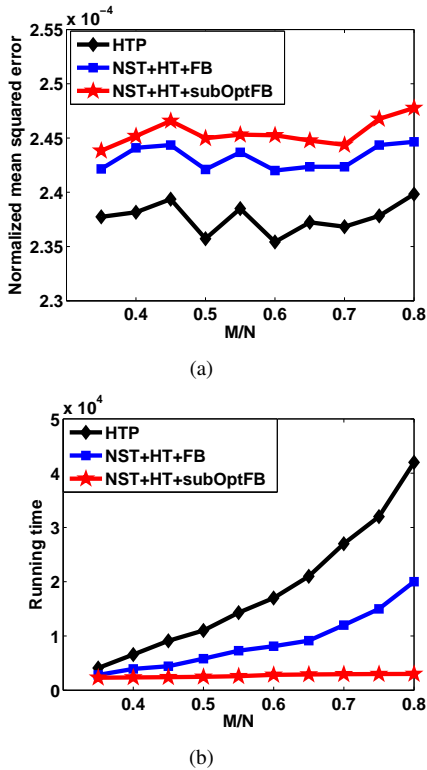 x 10⁻⁴
2.55
2.5
2.45
2.4
2.35
2.3
Normalized mean squared error
HTP
NST+HT+FB
NST+HT+subOptFB
0.4 0.5 0.6 0.7 0.8
M/N
(a)
x 10⁴
5
4
3
2
1
0
Running time
HTP
NST+HT+FB
NST+HT+subOptFB
0.4 0.5 0.6 0.7 0.8
M/N
(b)